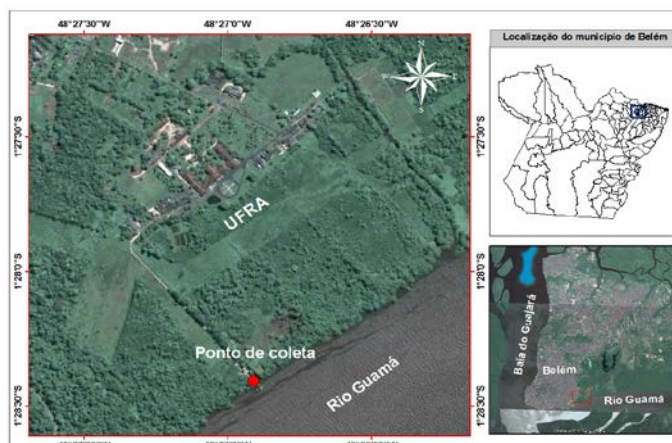 48°27'30"W
48°27'0"W
48°26'30"W
Localização do município de Belém
N
1°27'30"S
1°27'30"S
UFRA
1°28'0"S
1°28'0"S
Baia do Guajará
Ponto de coleta
Belém
Rio Guamá
Rio Guamá
1°28'30"S
1°28'30"S